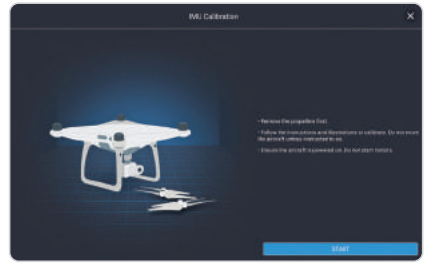 IMU Calibration
- Remove the propellers first.
- Follow the instructions and illustrations to calibrate. Do not move
the aircraft unless instructed to do.
- Ensure the aircraft is powered on. Do not start motors.
START